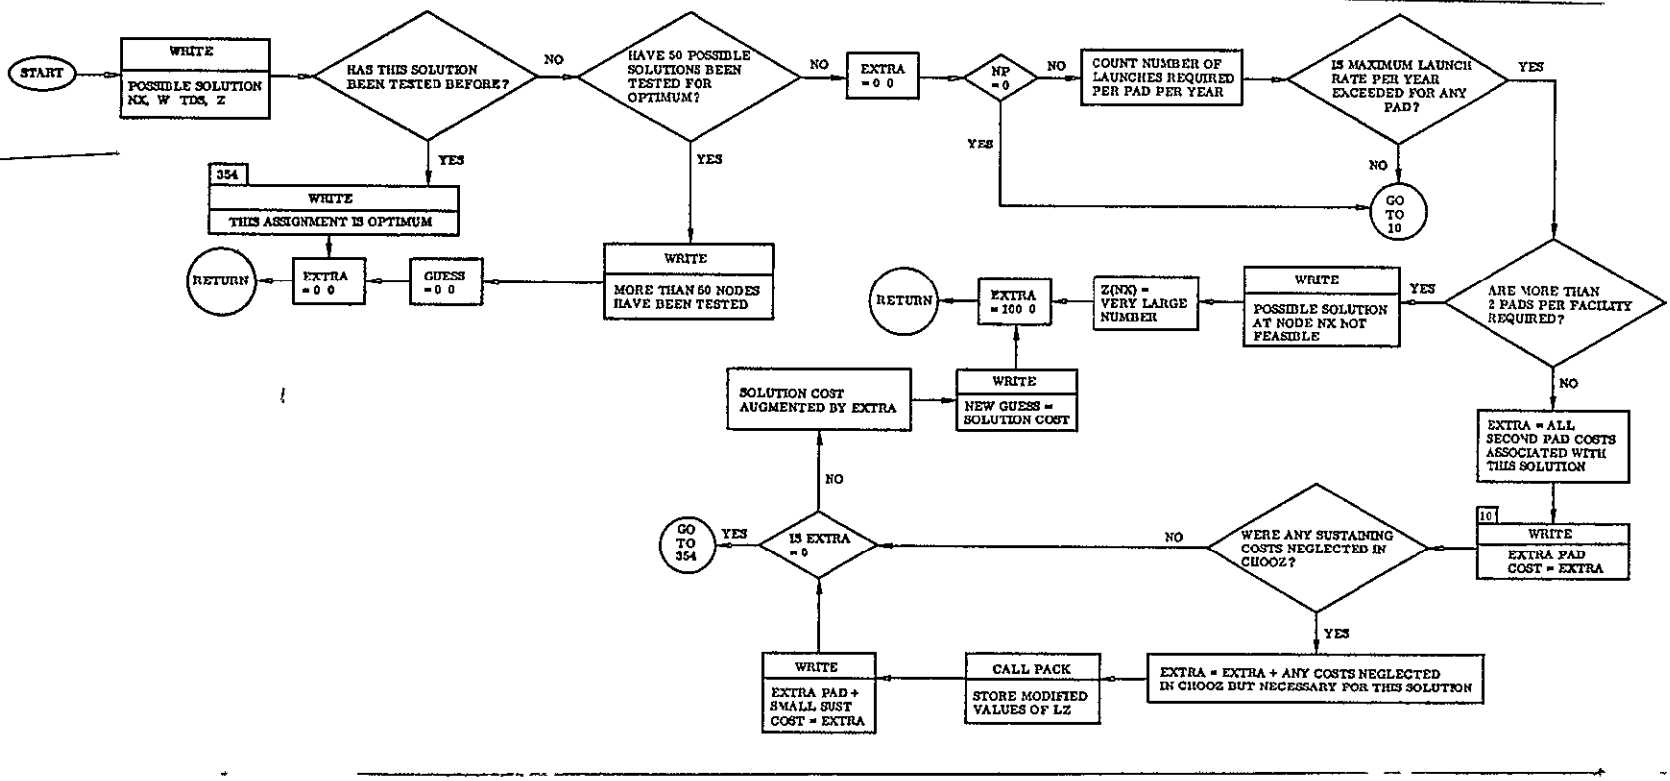 START
WRITE
POSSIBLE SOLUTION
NX, W TDS, Z
HAS THIS SOLUTION
BEEN TESTED BEFORE?
NO
YES
HAVE 50 POSSIBLE
SOLUTIONS BEEN
TESTED FOR
OPTIMUM?
NO
YES
EXTRA
= 0 0
NP
= 0
NO
YES
COUNT NUMBER OF
LAUNCHES REQUIRED
PER PAD PER YEAR
IS MAXIMUM LAUNCH
RATE PER YEAR
EXCEEDED FOR ANY
PAD?
YES
NO
GO
TO
10
354
WRITE
THIS ASSIGNMENT IS OPTIMUM
RETURN
EXTRA
= 0 0
GUESS
= 0 0
WRITE
MORE THAN 50 NODES
HAVE BEEN TESTED
RETURN
EXTRA
= 100 0
Z(NX) =
VERY LARGE
NUMBER
WRITE
POSSIBLE SOLUTION
AT NODE NX NOT
FEASIBLE
YES
ARE MORE THAN
2 PADS PER FACILITY
REQUIRED?
NO
SOLUTION COST
AUGMENTED BY EXTRA
WRITE
NEW GUESS =
SOLUTION COST
EXTRA = ALL
SECOND PAD COSTS
ASSOCIATED WITH
THIS SOLUTION
NO
GO
TO
354
YES
IS EXTRA
= 0
NO
WERE ANY SUSTAINING
COSTS NEGLECTED IN
CHOOZ?
YES
10
WRITE
EXTRA PAD
COST = EXTRA
WRITE
EXTRA PAD +
SMALL SUST
COST = EXTRA
CALL PACK
STORE MODIFIED
VALUES OF LZ
EXTRA = EXTRA + ANY COSTS NEGLECTED
IN CHOOZ BUT NECESSARY FOR THIS SOLUTION